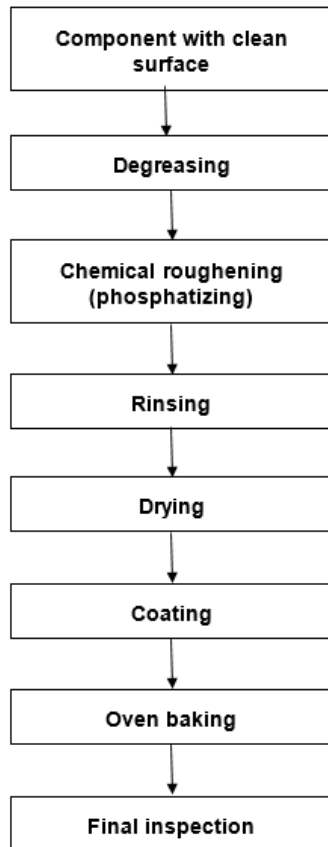 Component with clean
surface
Degreasing
Chemical roughening
(phosphatizing)
Rinsing
Drying
Coating
Oven baking
Final inspection